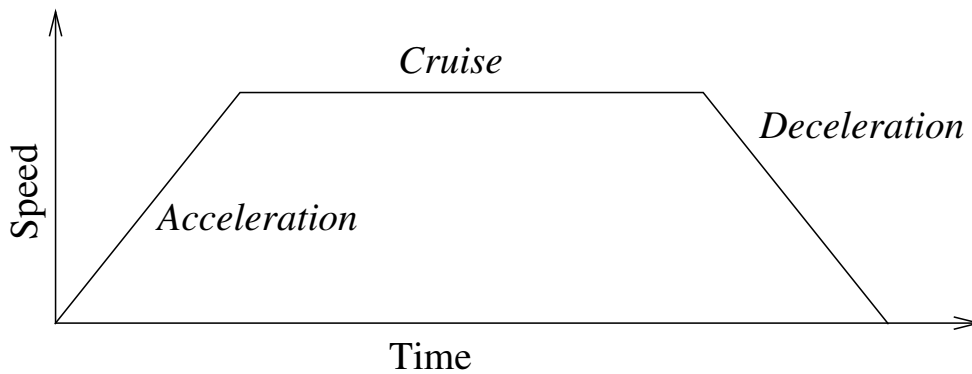 Cruise
Deceleration
Speed
Acceleration
Time